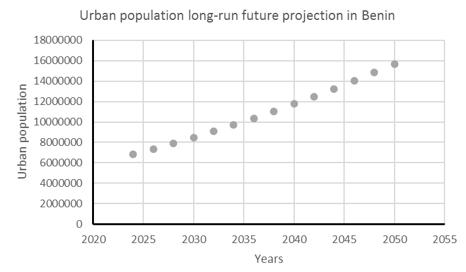 Urban population long-run future projection in Benin
18000000
16000000
14000000
12000000
10000000
8000000
6000000
4000000
2000000
0
Urban population
2020 2025 2030 2035 2040 2045 2050 2055
Years